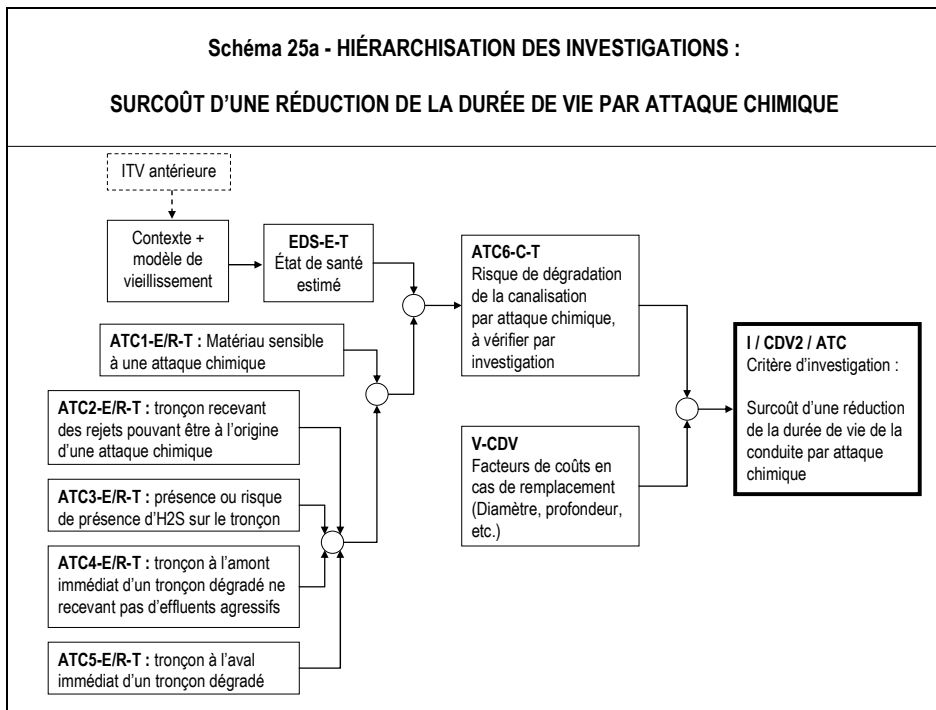 Schéma 25a - HIÉRARCHISATION DES INVESTIGATIONS :
SURCOÛT D’UNE RÉDUCTION DE LA DURÉE DE VIE PAR ATTAQUE CHIMIQUE
ITV antérieure
Contexte +
modèle de
vieillissement
EDS-E-T
État de santé
estimé
ATC1-E/R-T : Matériau sensible
à une attaque chimique
ATC2-E/R-T : tronçon recevant
des rejets pouvant être à l’origine
d’une attaque chimique
ATC3-E/R-T : présence ou risque
de présence d’H2S sur le tronçon
ATC4-E/R-T : tronçon à l’amont
immédiat d’un tronçon dégradé ne
recevant pas d’effluents agressifs
ATC5-E/R-T : tronçon à l’aval
immédiat d’un tronçon dégradé
ATC6-C-T
Risque de dégradation
de la canalisation
par attaque chimique,
à vérifier par
investigation
V-CDV
Facteurs de coûts en
cas de remplacement
(Diamètre, profondeur,
etc.)
I / CDV2 / ATC
Critère d’investigation :
Surcoût d’une réduction
de la durée de vie de la
conduite par attaque
chimique